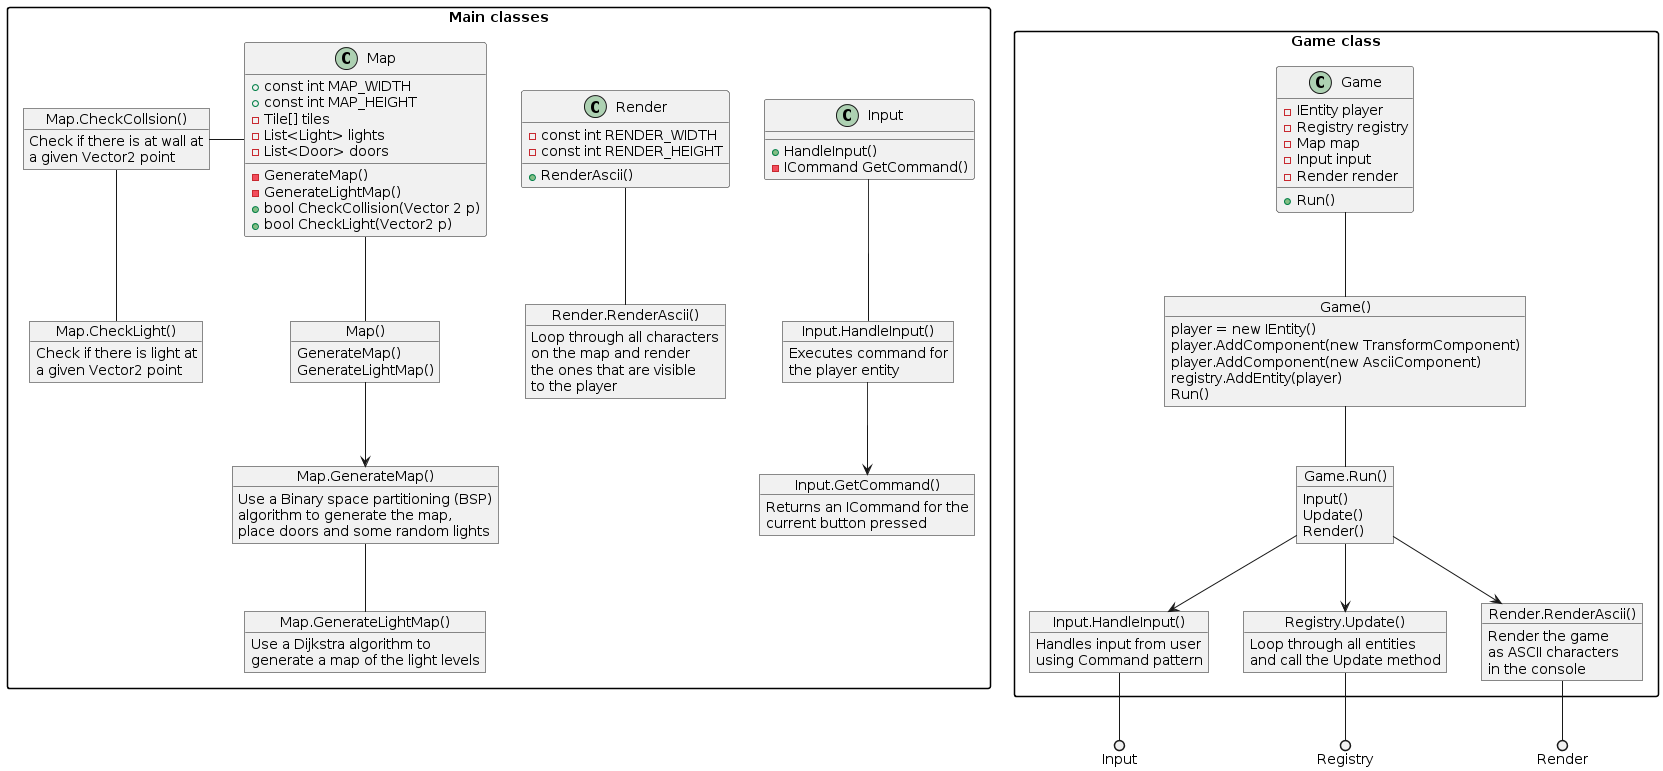 Main classes
Map
const int MAP_WIDTH
const int MAP_HEIGHT
Tile[] tiles
List<Light> lights
List<Door> doors
GenerateMap()
GenerateLightMap()
bool CheckCollision(Vector 2 p)
bool CheckLight(Vector2 p)
Map.CheckCollsion()
Check if there is at wall at
a given Vector2 point
Render
const int RENDER_WIDTH
const int RENDER_HEIGHT
RenderAscii()
Input
HandleInput()
ICommand GetCommand()
Map.CheckLight()
Check if there is light at
a given Vector2 point
Map()
GenerateMap()
GenerateLightMap()
Render.RenderAscii()
Loop through all characters
on the map and render
the ones that are visible
to the player
Input.HandleInput()
Executes command for
the player entity
Map.GenerateMap()
Use a Binary space partitioning (BSP)
algorithm to generate the map,
place doors and some random lights
Input.GetCommand()
Returns an ICommand for the
current button pressed
Map.GenerateLightMap()
Use a Dijkstra algorithm to
generate a map of the light levels
Game class
Game
IEntity player
Registry registry
Map map
Input input
Render render
Run()
Game()
player = new IEntity()
player.AddComponent(new TransformComponent)
player.AddComponent(new AsciiComponent)
registry.AddEntity(player)
Run()
Game.Run()
Input()
Update()
Render()
Input.HandleInput()
Handles input from user
using Command pattern
Registry.Update()
Loop through all entities
and call the Update method
Render.RenderAscii()
Render the game
as ASCII characters
in the console
Input
Registry
Render